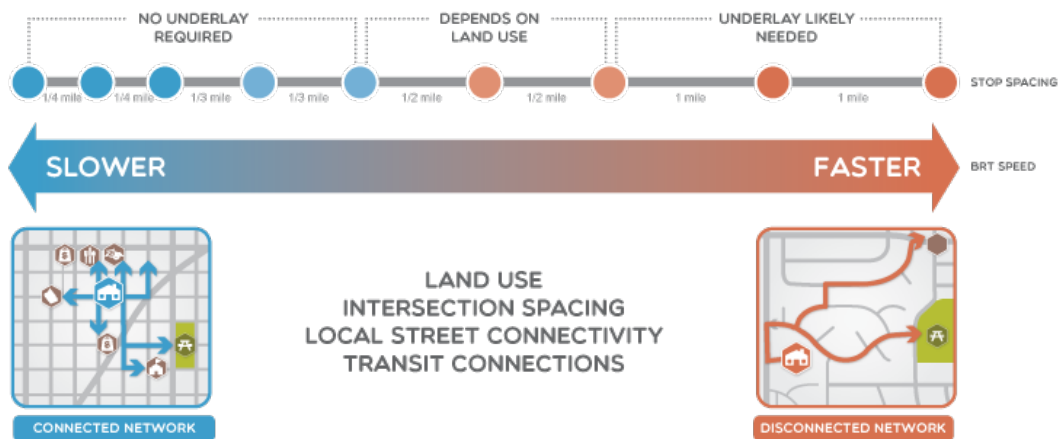 NO UNDERLAY
REQUIRED
DEPENDS ON
LAND USE
UNDERLAY LIKELY
NEEDED
1/4 mile
1/4 mile
1/3 mile
1/3 mile
1/2 mile
1/2 mile
1 mile
1 mile
STOP SPACING
SLOWER
FASTER
BRT SPEED
LAND USE
INTERSECTION SPACING
LOCAL STREET CONNECTIVITY
TRANSIT CONNECTIONS
CONNECTED NETWORK
DISCONNECTED NETWORK